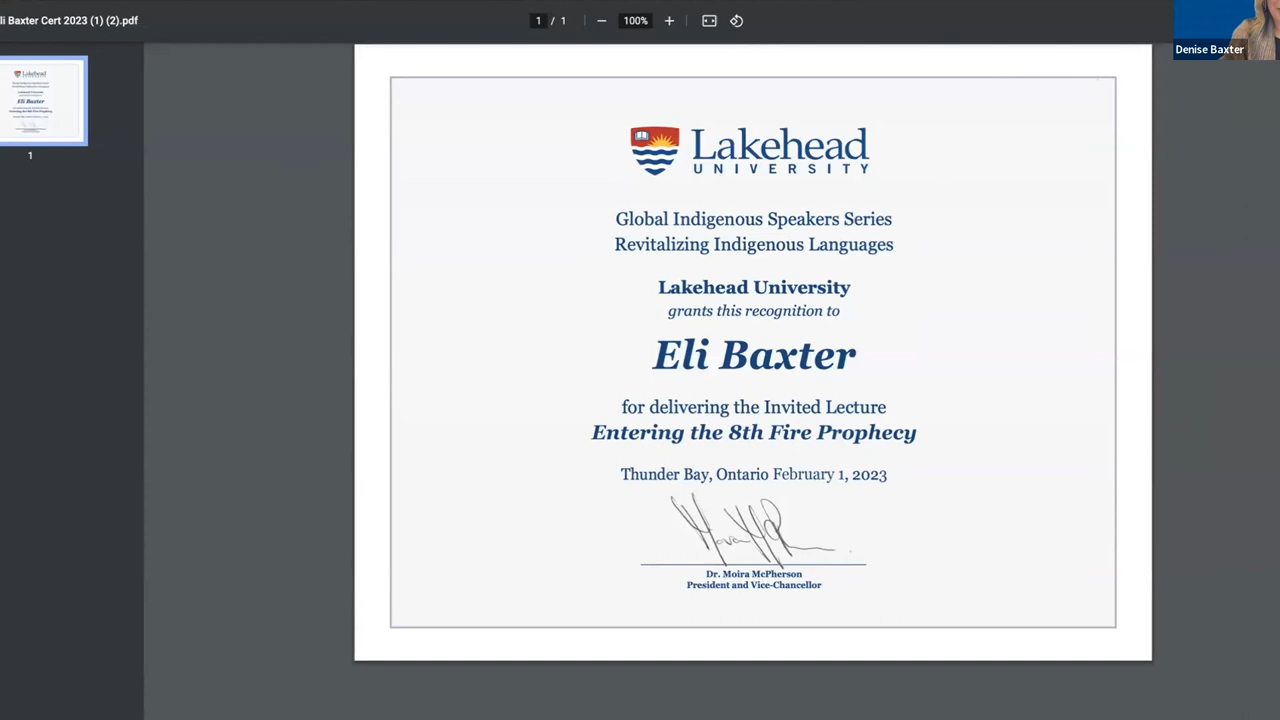 li Baxter Cert 2023 (1) (2).pdf
1 / 1
100%
Denise Baxter
1
Lakehead
UNIVERSITY
Global Indigenous Speakers Series
Revitalizing Indigenous Languages
Lakehead University
grants this recognition to
Eli Baxter
for delivering the Invited Lecture
Entering the 8th Fire Prophecy
Thunder Bay, Ontario February 1, 2023
Dr. Moira McPherson
President and Vice-Chancellor